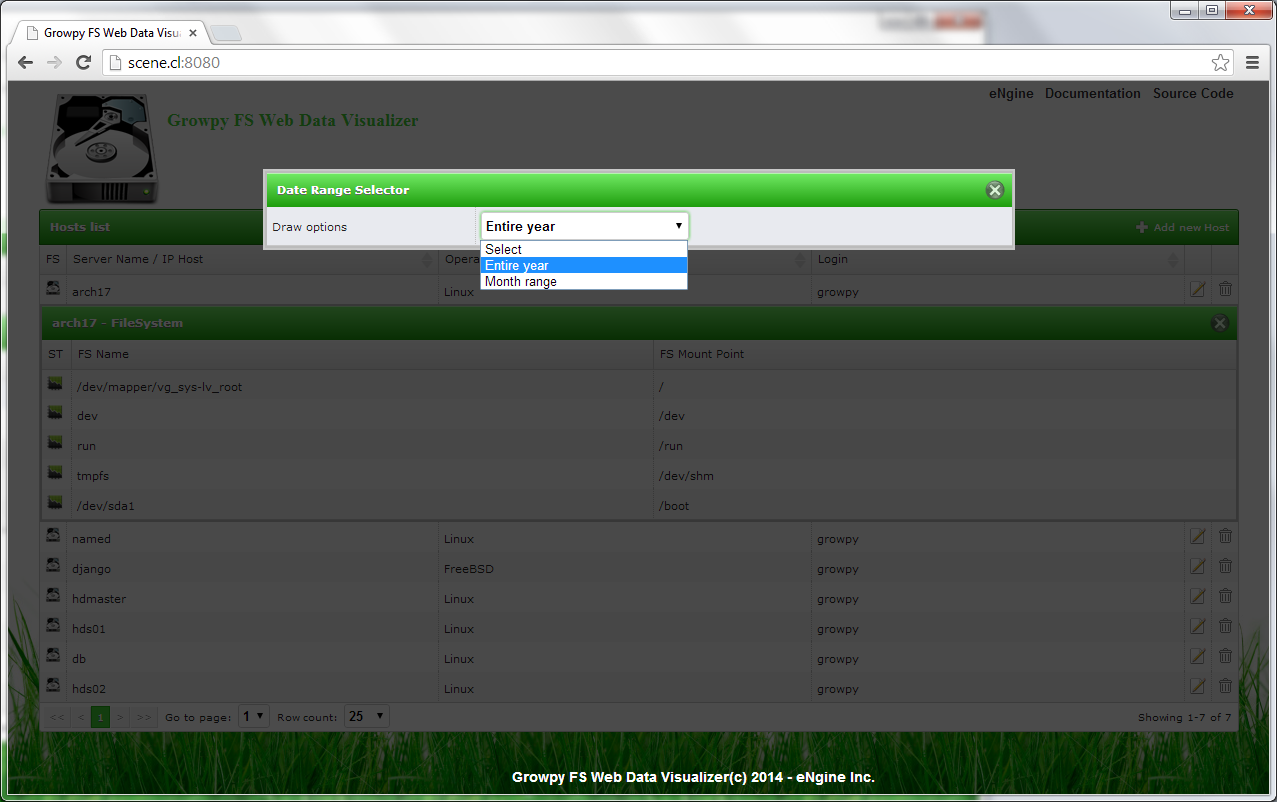 Growpy FS Web Data Visu
scene.cl:8080
eNgine Documentation Source Code
Growpy FS Web Data Visualizer
Date Range Selector
Draw options Entire year
Select
Entire year
Month range
Hosts list Add new Host
FS Server Name / IP Host Opera Login
arch17 Linux growpy
arch17 - FileSystem
ST FS Name FS Mount Point
/dev/mapper/vg_sys-lv_root /
dev /dev
run /run
tmpfs /dev/shm
/dev/sda1 /boot
named Linux growpy
django FreeBSD growpy
hdmaster Linux growpy
hds01 Linux growpy
db Linux growpy
hds02 Linux growpy
<< < 1 > >> Go to page: 1 Row count: 25 Showing 1-7 of 7
Growpy FS Web Data Visualizer(c) 2014 - eNgine Inc.